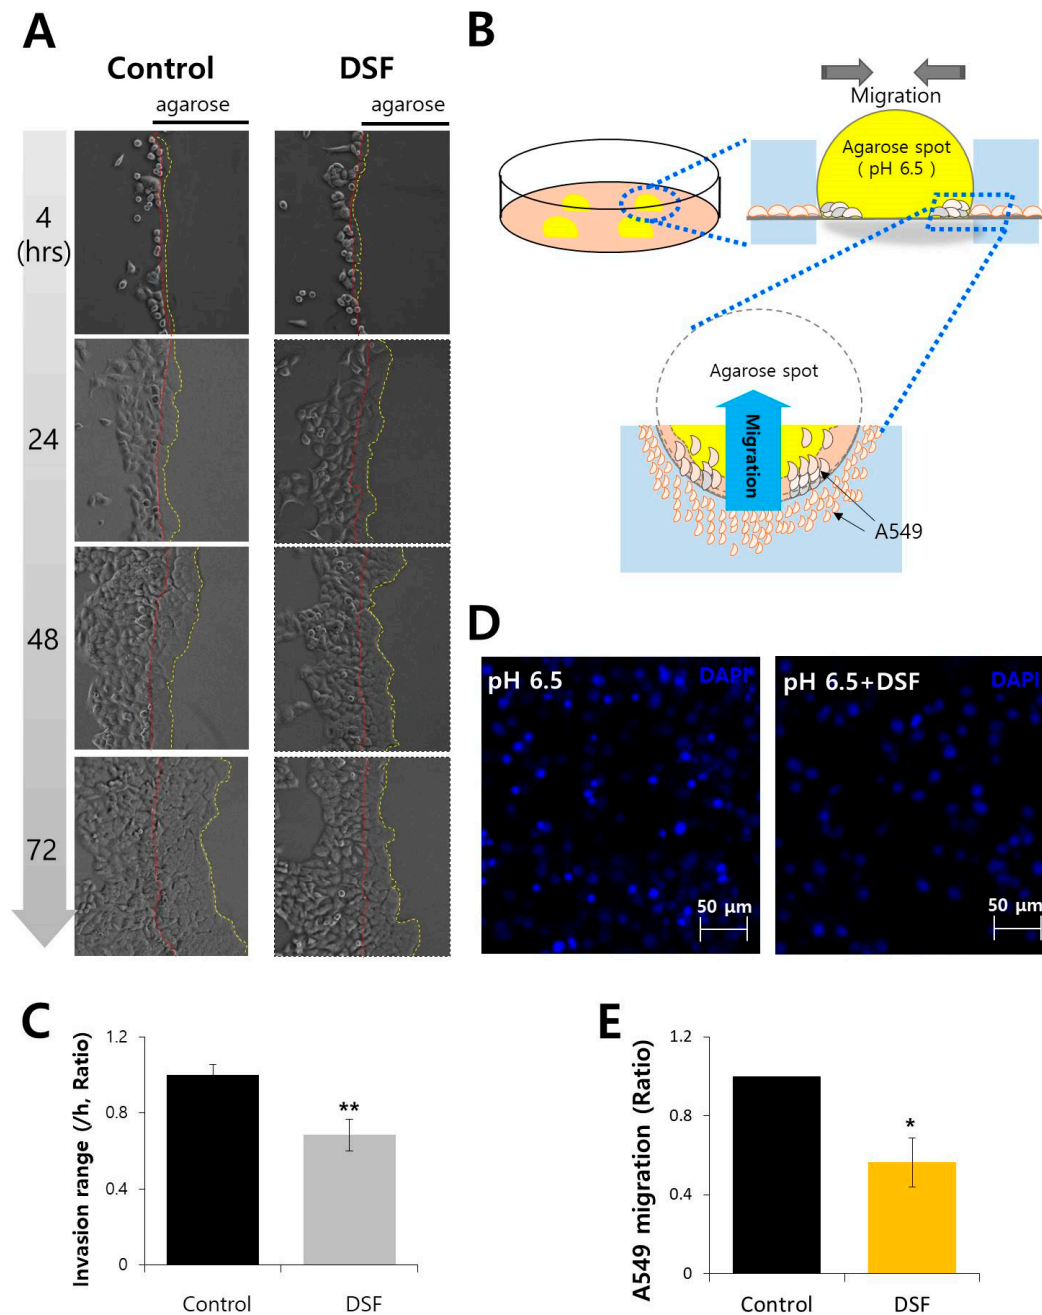 A
Control
DSF
agarose
agarose
4
(hrs)
24
48
72
B
Migration
Agarose spot
( pH 6.5 )
Agarose spot
Migration
A549
D
pH 6.5
DAPI
50 μm
pH 6.5+DSF
DAPI
50 μm
C
Invasion range (/h, Ratio)
1.2
0.8
0.4
0
**
Control
DSF
E
A549 migration (Ratio)
1.2
0.8
0.4
0
*
Control
DSF